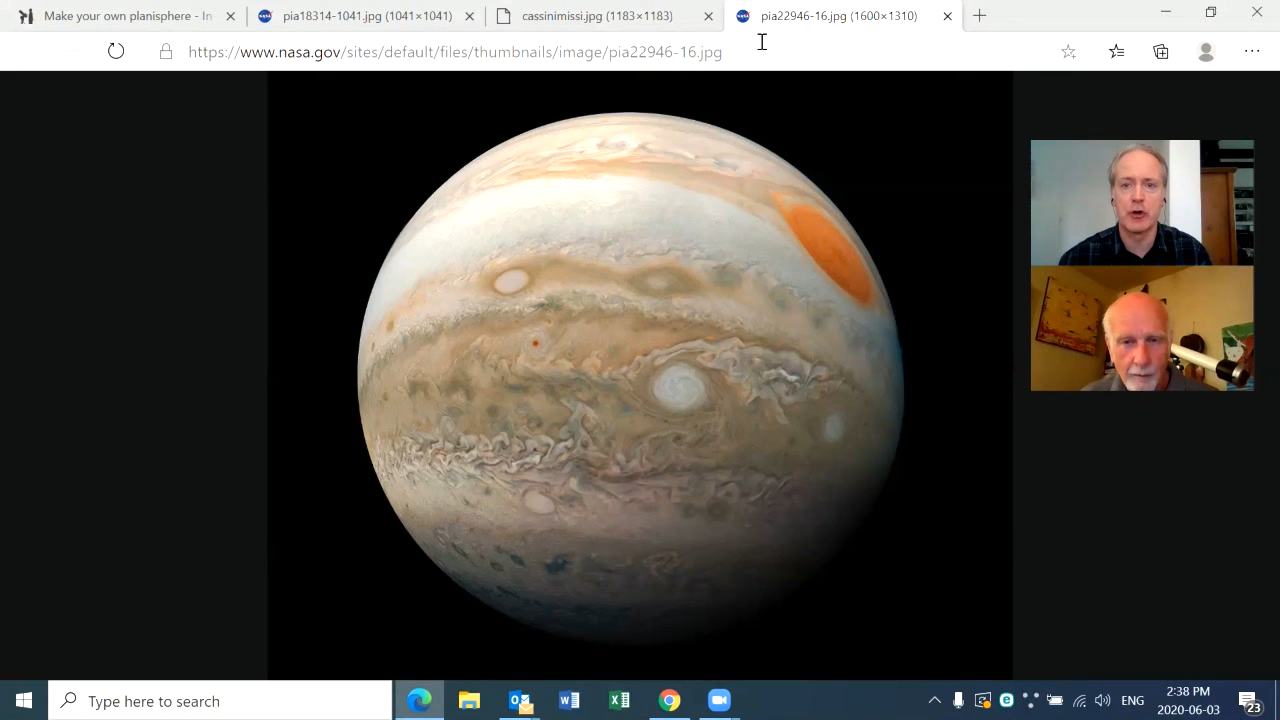 Make your own planisphere - In
pia18314-1041.jpg (1041×1041)
cassinimissi.jpg (1183×1183)
pia22946-16.jpg (1600×1310)
https://www.nasa.gov/sites/default/files/thumbnails/image/pia22946-16.jpg
Type here to search
ENG
2:38 PM
2020-06-03
23